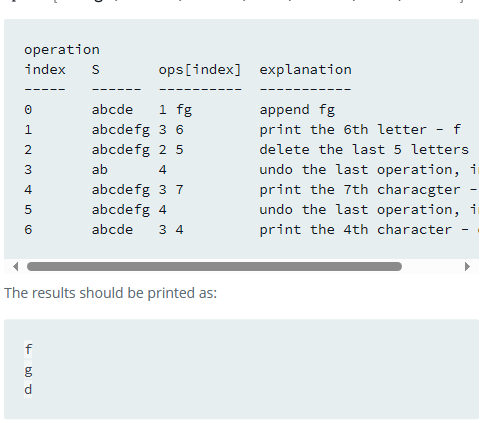 operation
index S ops[index] explanation
----- ------ ---------- -----------
0 abcde 1 fg append fg
1 abcdefg 3 6 print the 6th letter - f
2 abcdefg 2 5 delete the last 5 letters
3 ab 4 undo the last operation,
4 abcdefg 3 7 print the 7th characgter -
5 abcdefg 4 undo the last operation,
6 abcde 3 4 print the 4th character -
The results should be printed as:
f
g
d